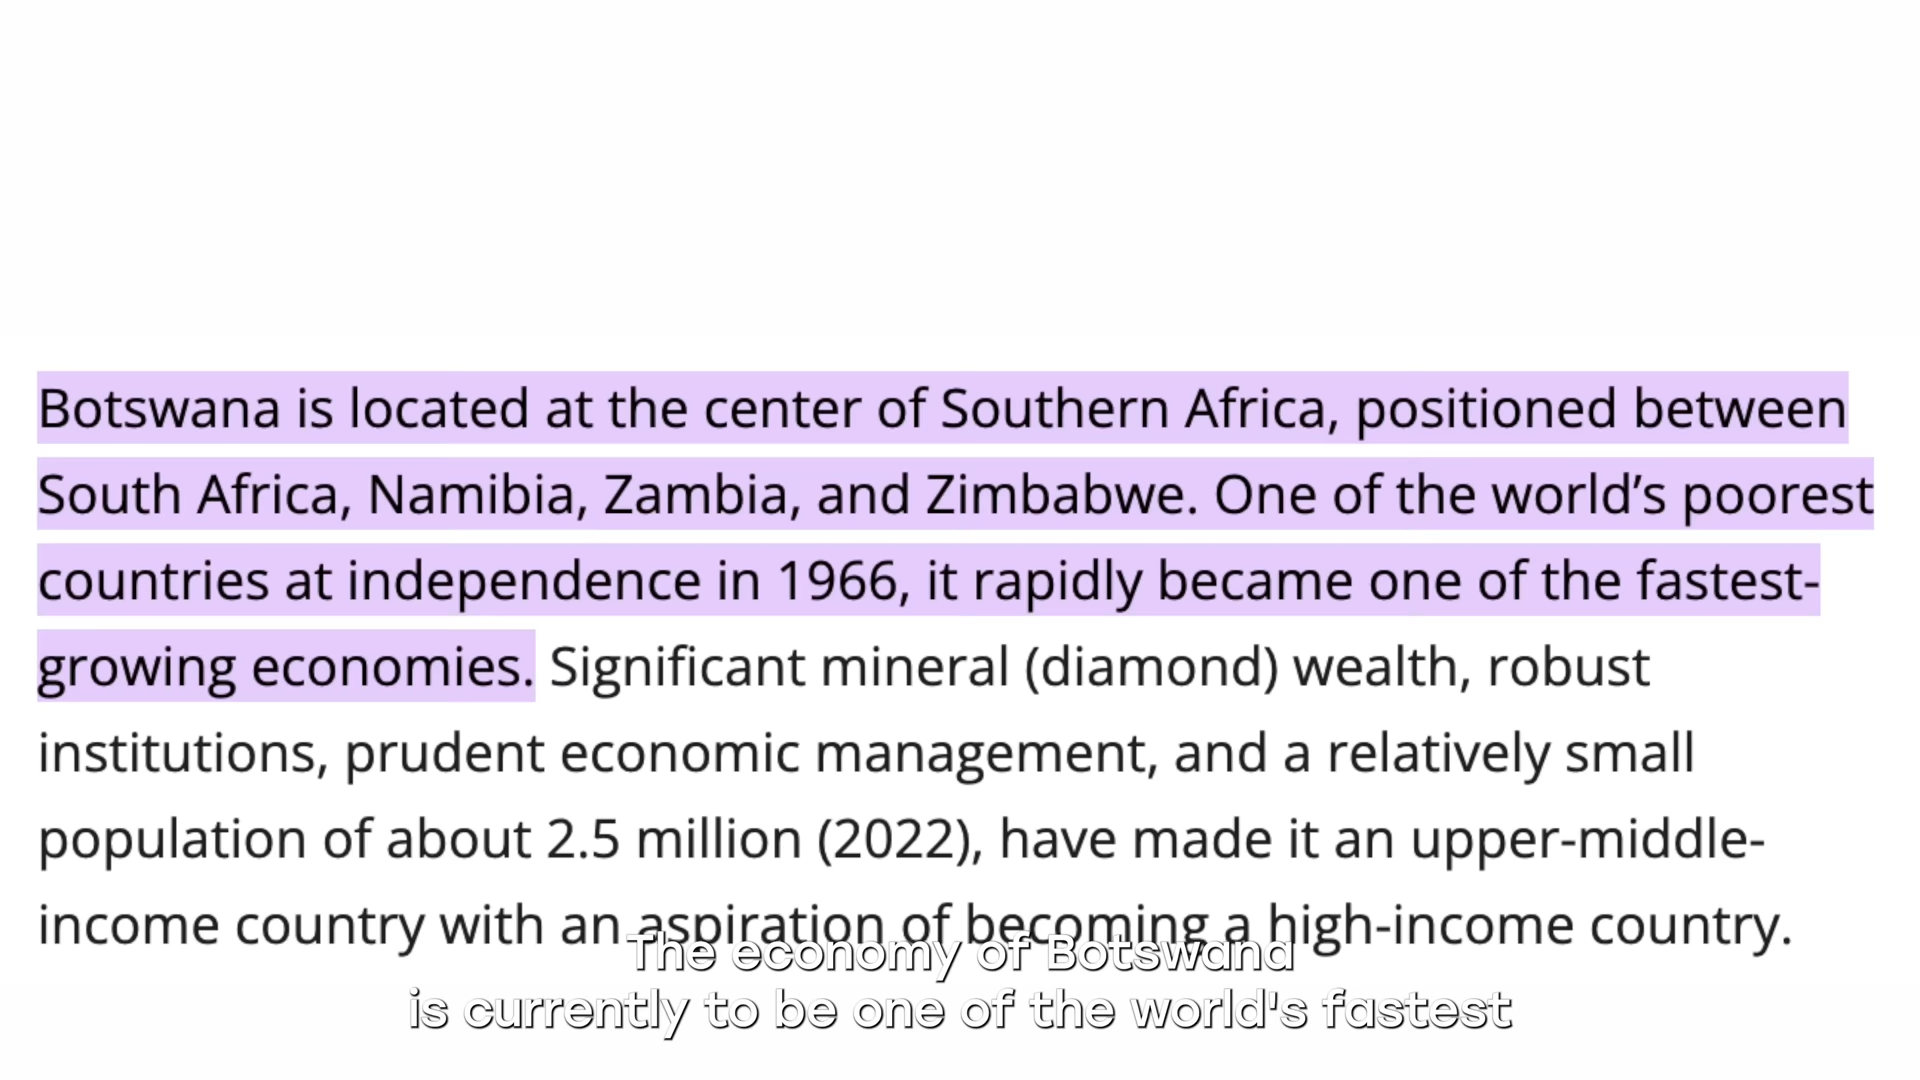 Botswana is located at the center of Southern Africa, positioned between
South Africa, Namibia, Zambia, and Zimbabwe. One of the world’s poorest
countries at independence in 1966, it rapidly became one of the fastest-
growing economies. Significant mineral (diamond) wealth, robust
institutions, prudent economic management, and a relatively small
population of about 2.5 million (2022), have made it an upper-middle-
income country with an aspiration of becoming a high-income country.
The economy of Botswana
is currently to be one of the world's fastest